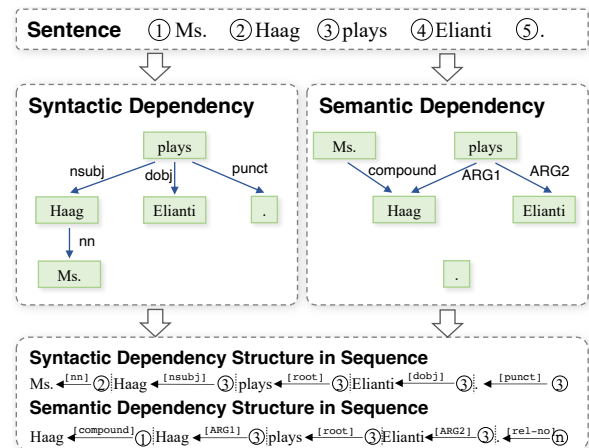 Sentence ① Ms. ② Haag ③ plays ④ Elianti ⑤ .
Syntactic Dependency
plays
nsubj dobj punct
Haag Elianti .
nn
Ms.
Semantic Dependency
Ms. plays
compound ARG1 ARG2
Haag Elianti
.
Syntactic Dependency Structure in Sequence
Ms. [nn] ② Haag [nsubj] ③ plays [root] ③ Elianti [dobj] ③ . [punct] ③
Semantic Dependency Structure in Sequence
Haag [compound] ① Haag [ARG1] ③ plays [root] ③ Elianti [ARG2] ③ . [rel-no] ⓝ